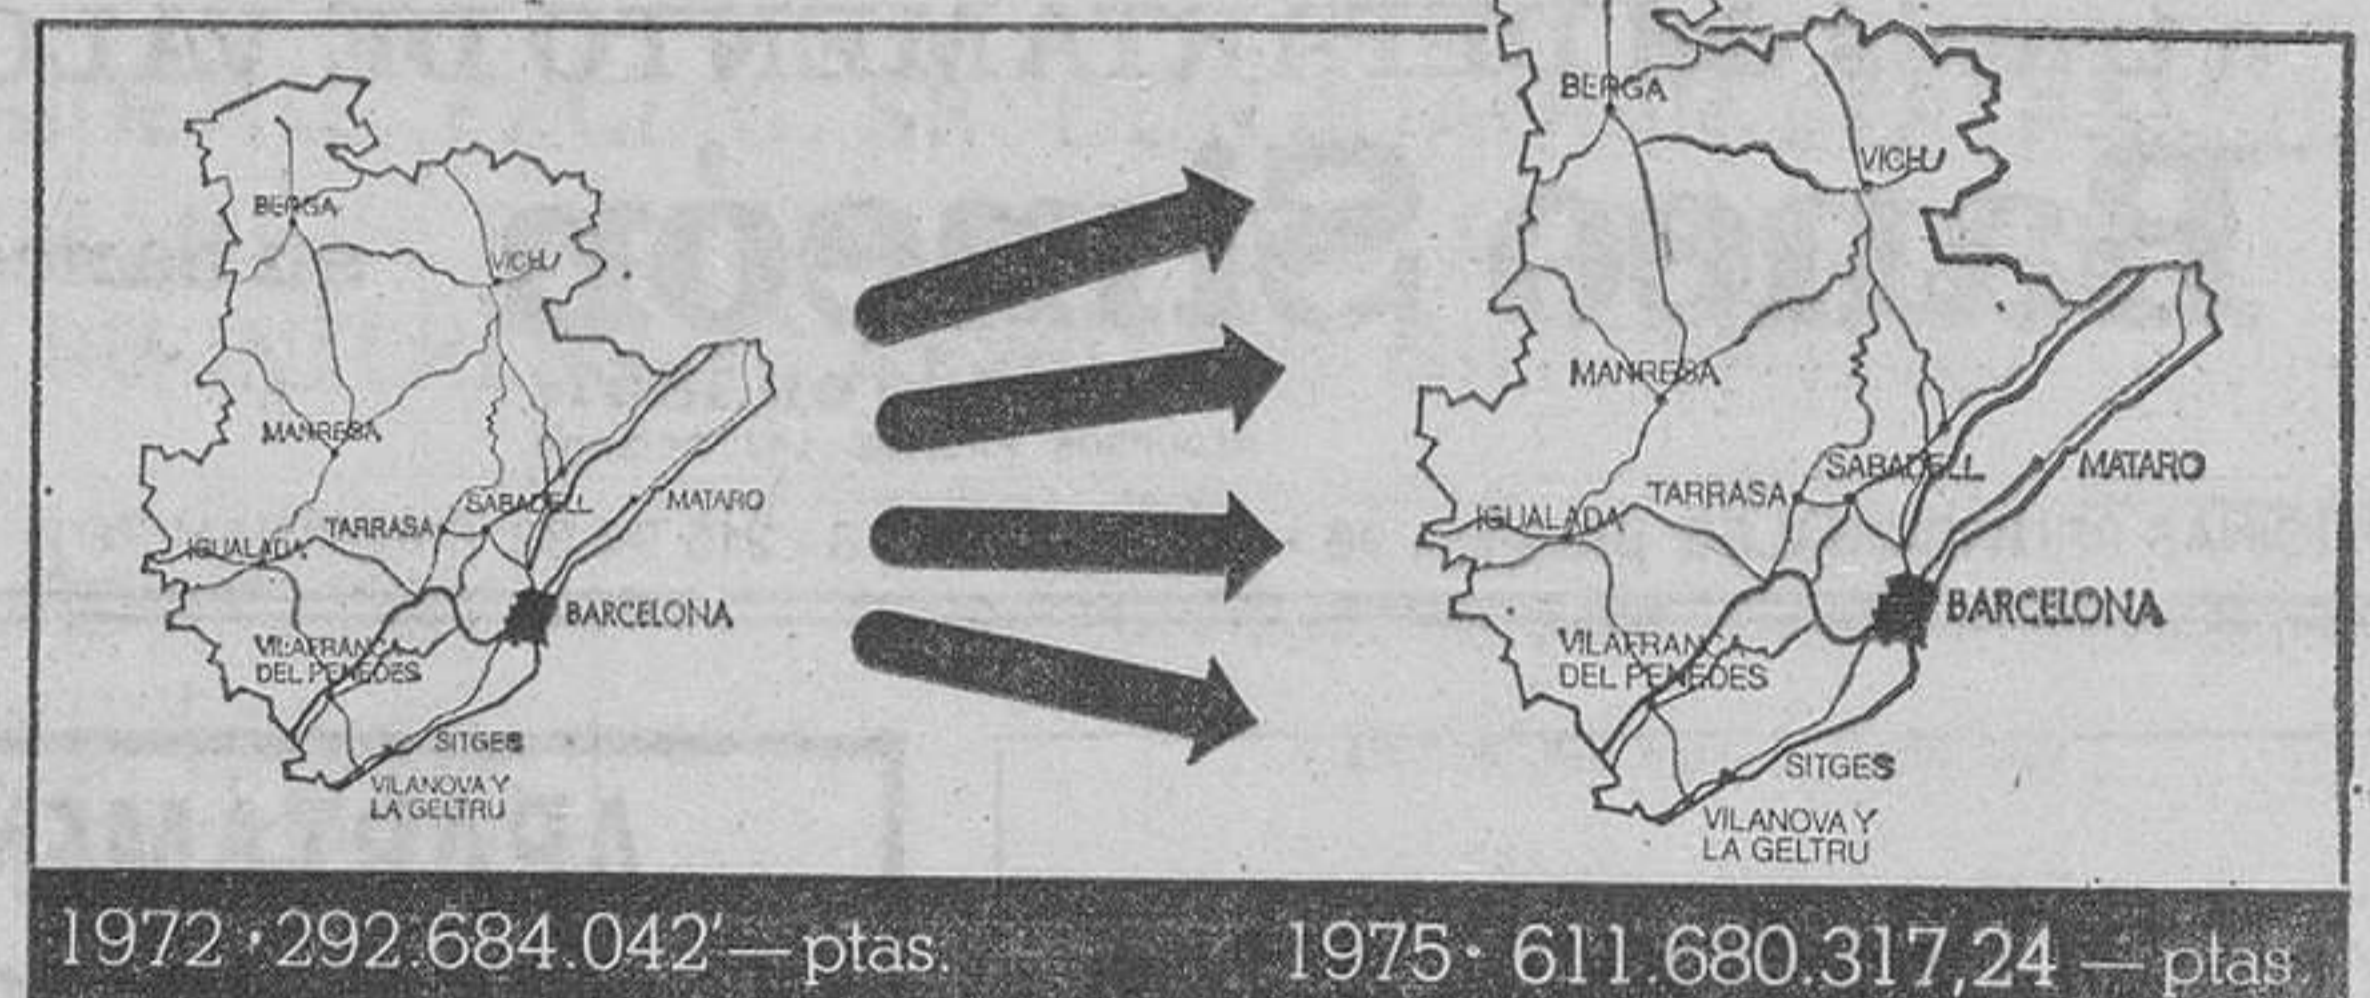 BERGA
VICH
MANRESA
SABADELL
MATARO
TARRASA
IGUALADA
BARCELONA
VILAFRANCA
DEL PENEDES
SITGES
VILANOVA Y
LA GELTRU
BERGA
VICH
MANRESA
SABADELL
MATARO
TARRASA
IGUALADA
BARCELONA
VILAFRANCA
DEL PENEDES
SITGES
VILANOVA Y
LA GELTRU
1972 · 292.684.042'— ptas.
1975 · 611.680.317,24 — ptas.